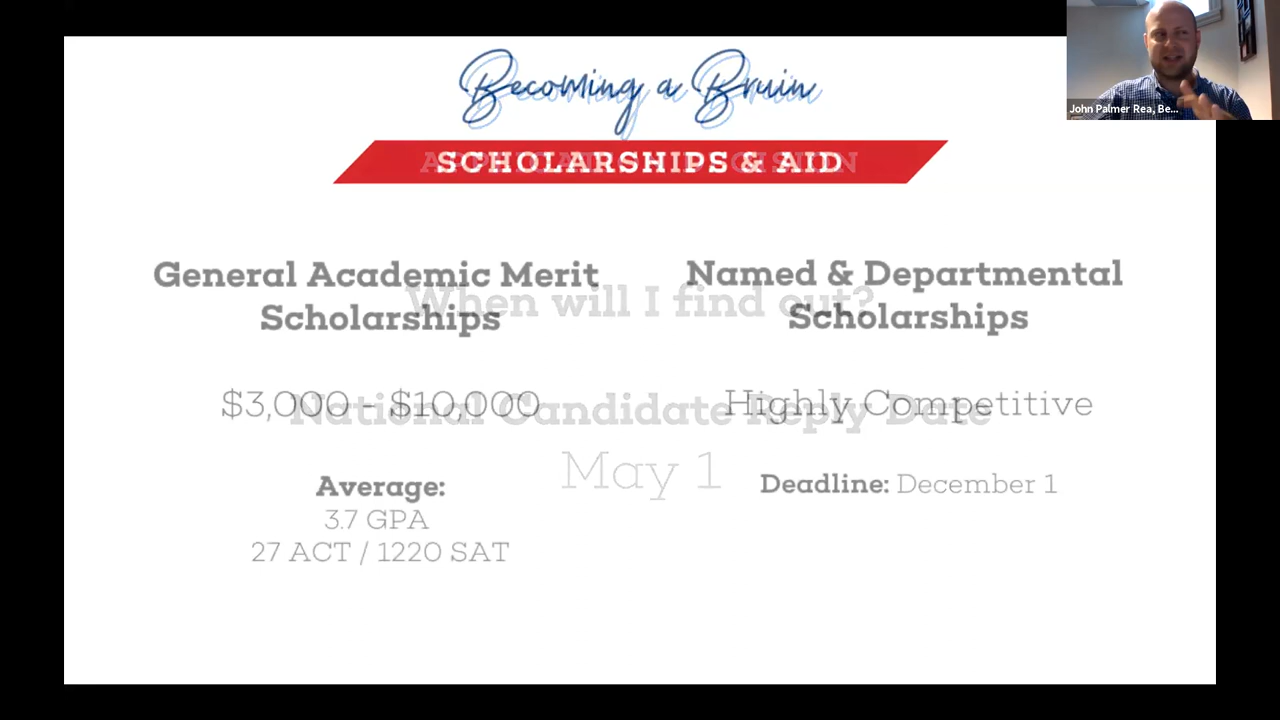 Becoming a Bruin
SCHOLARSHIPS & AID
General Academic Merit
Scholarships
$3,000 - $10,000
Average:
3.7 GPA
27 ACT / 1220 SAT
Named & Departmental
Scholarships
Highly Competitive
Deadline: December 1
When will I find out?
National Candidate Reply Date
May 1
John Palmer Rea, Be...